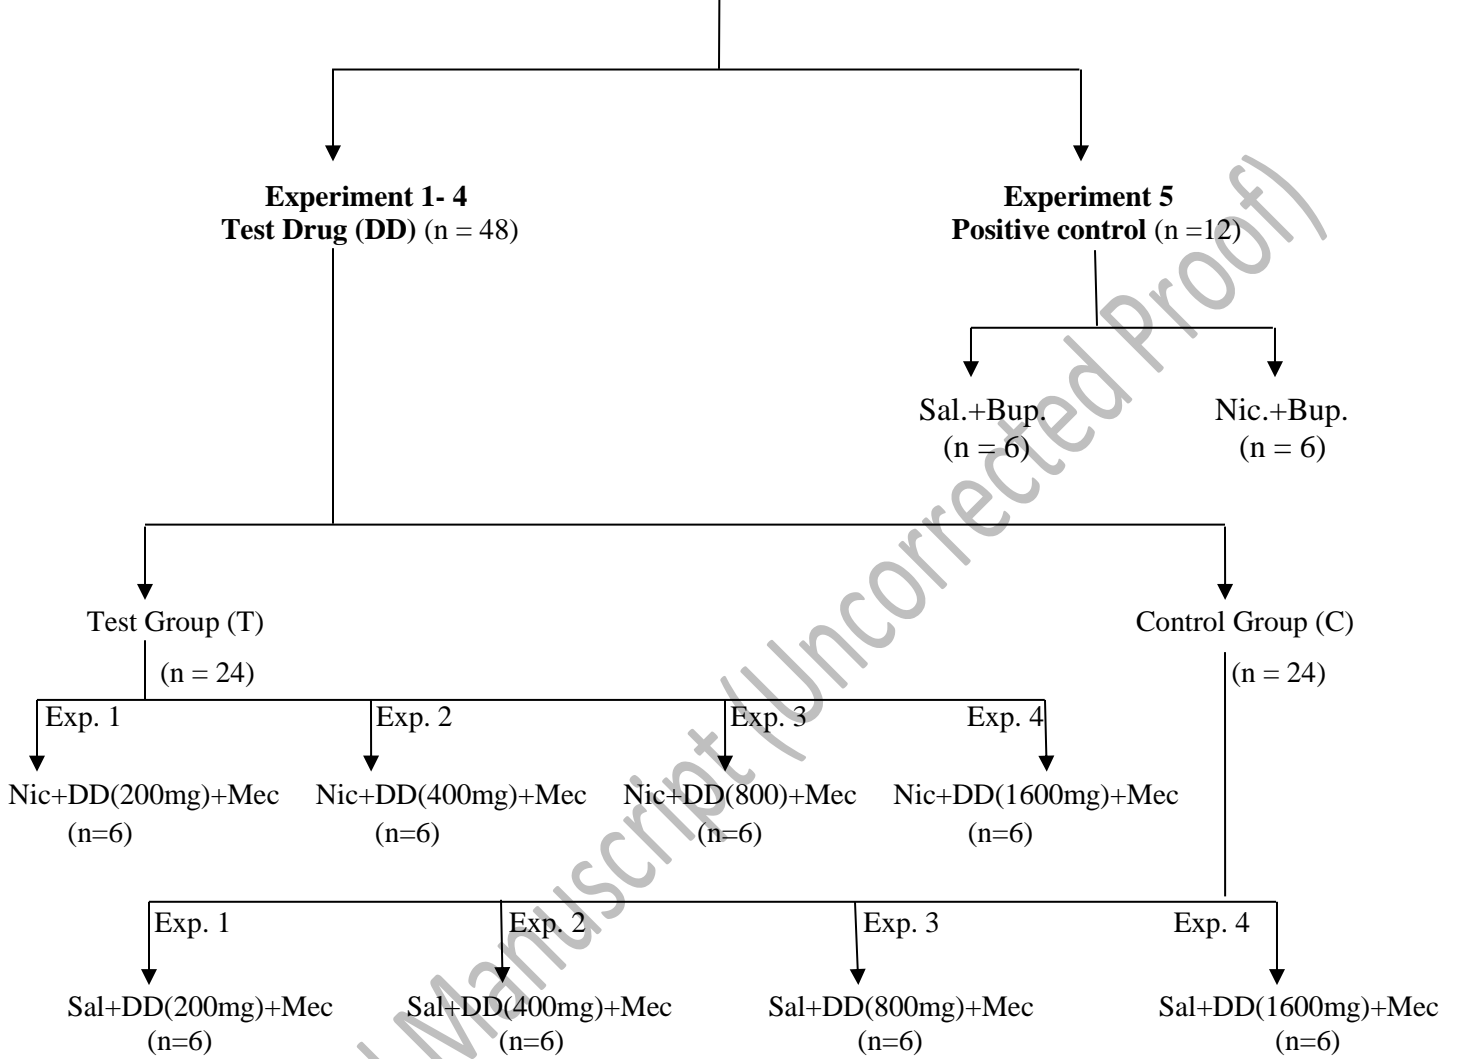 Experiment 1- 4
Test Drug (DD) (n = 48)
Experiment 5
Positive control (n =12)
Sal.+Bup.
(n = 6)
Nic.+Bup.
(n = 6)
Test Group (T)
(n = 24)
Control Group (C)
(n = 24)
Exp. 1
Exp. 2
Exp. 3
Exp. 4
Nic+DD(200mg)+Mec
(n=6)
Nic+DD(400mg)+Mec
(n=6)
Nic+DD(800)+Mec
(n=6)
Nic+DD(1600mg)+Mec
(n=6)
Exp. 1
Exp. 2
Exp. 3
Exp. 4
Sal+DD(200mg)+Mec
(n=6)
Sal+DD(400mg)+Mec
(n=6)
Sal+DD(800mg)+Mec
(n=6)
Sal+DD(1600mg)+Mec
(n=6)
Manuscript (Uncorrected Proof)